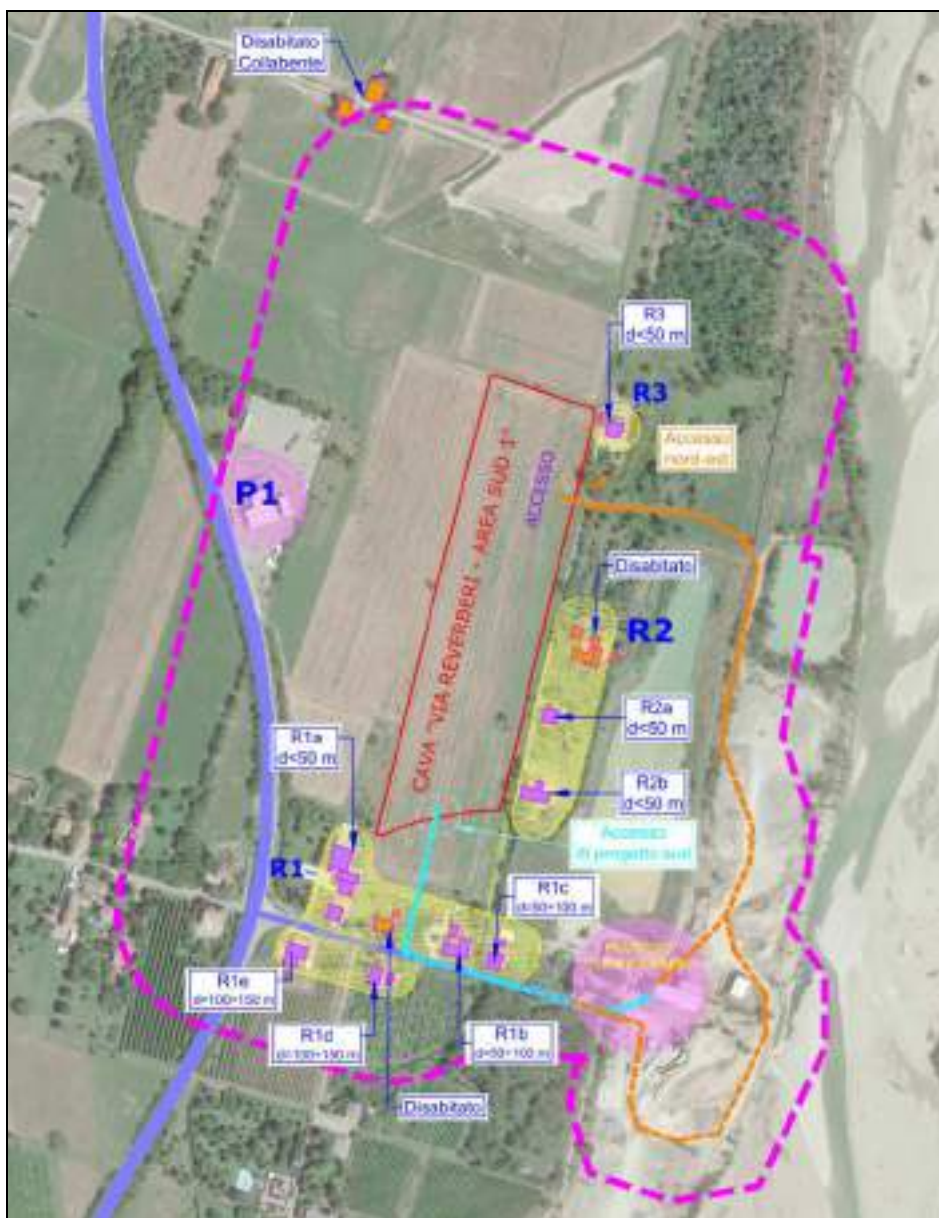 Disabitato
Collabente
R3
d<50 m
R3
Accesso
nord-est
P1
ACCESSO
CAVA "VIA REVERBERI - AREA SUD 1"
Disabitato
R2
R2a
d<50 m
R1a
d<50 m
R2b
d<50 m
Accesso
di progetto sud
R1
R1c
d=50÷100 m
R1e
d=100÷150 m
R1d
d=100÷150 m
R1b
d=50÷100 m
Disabitato